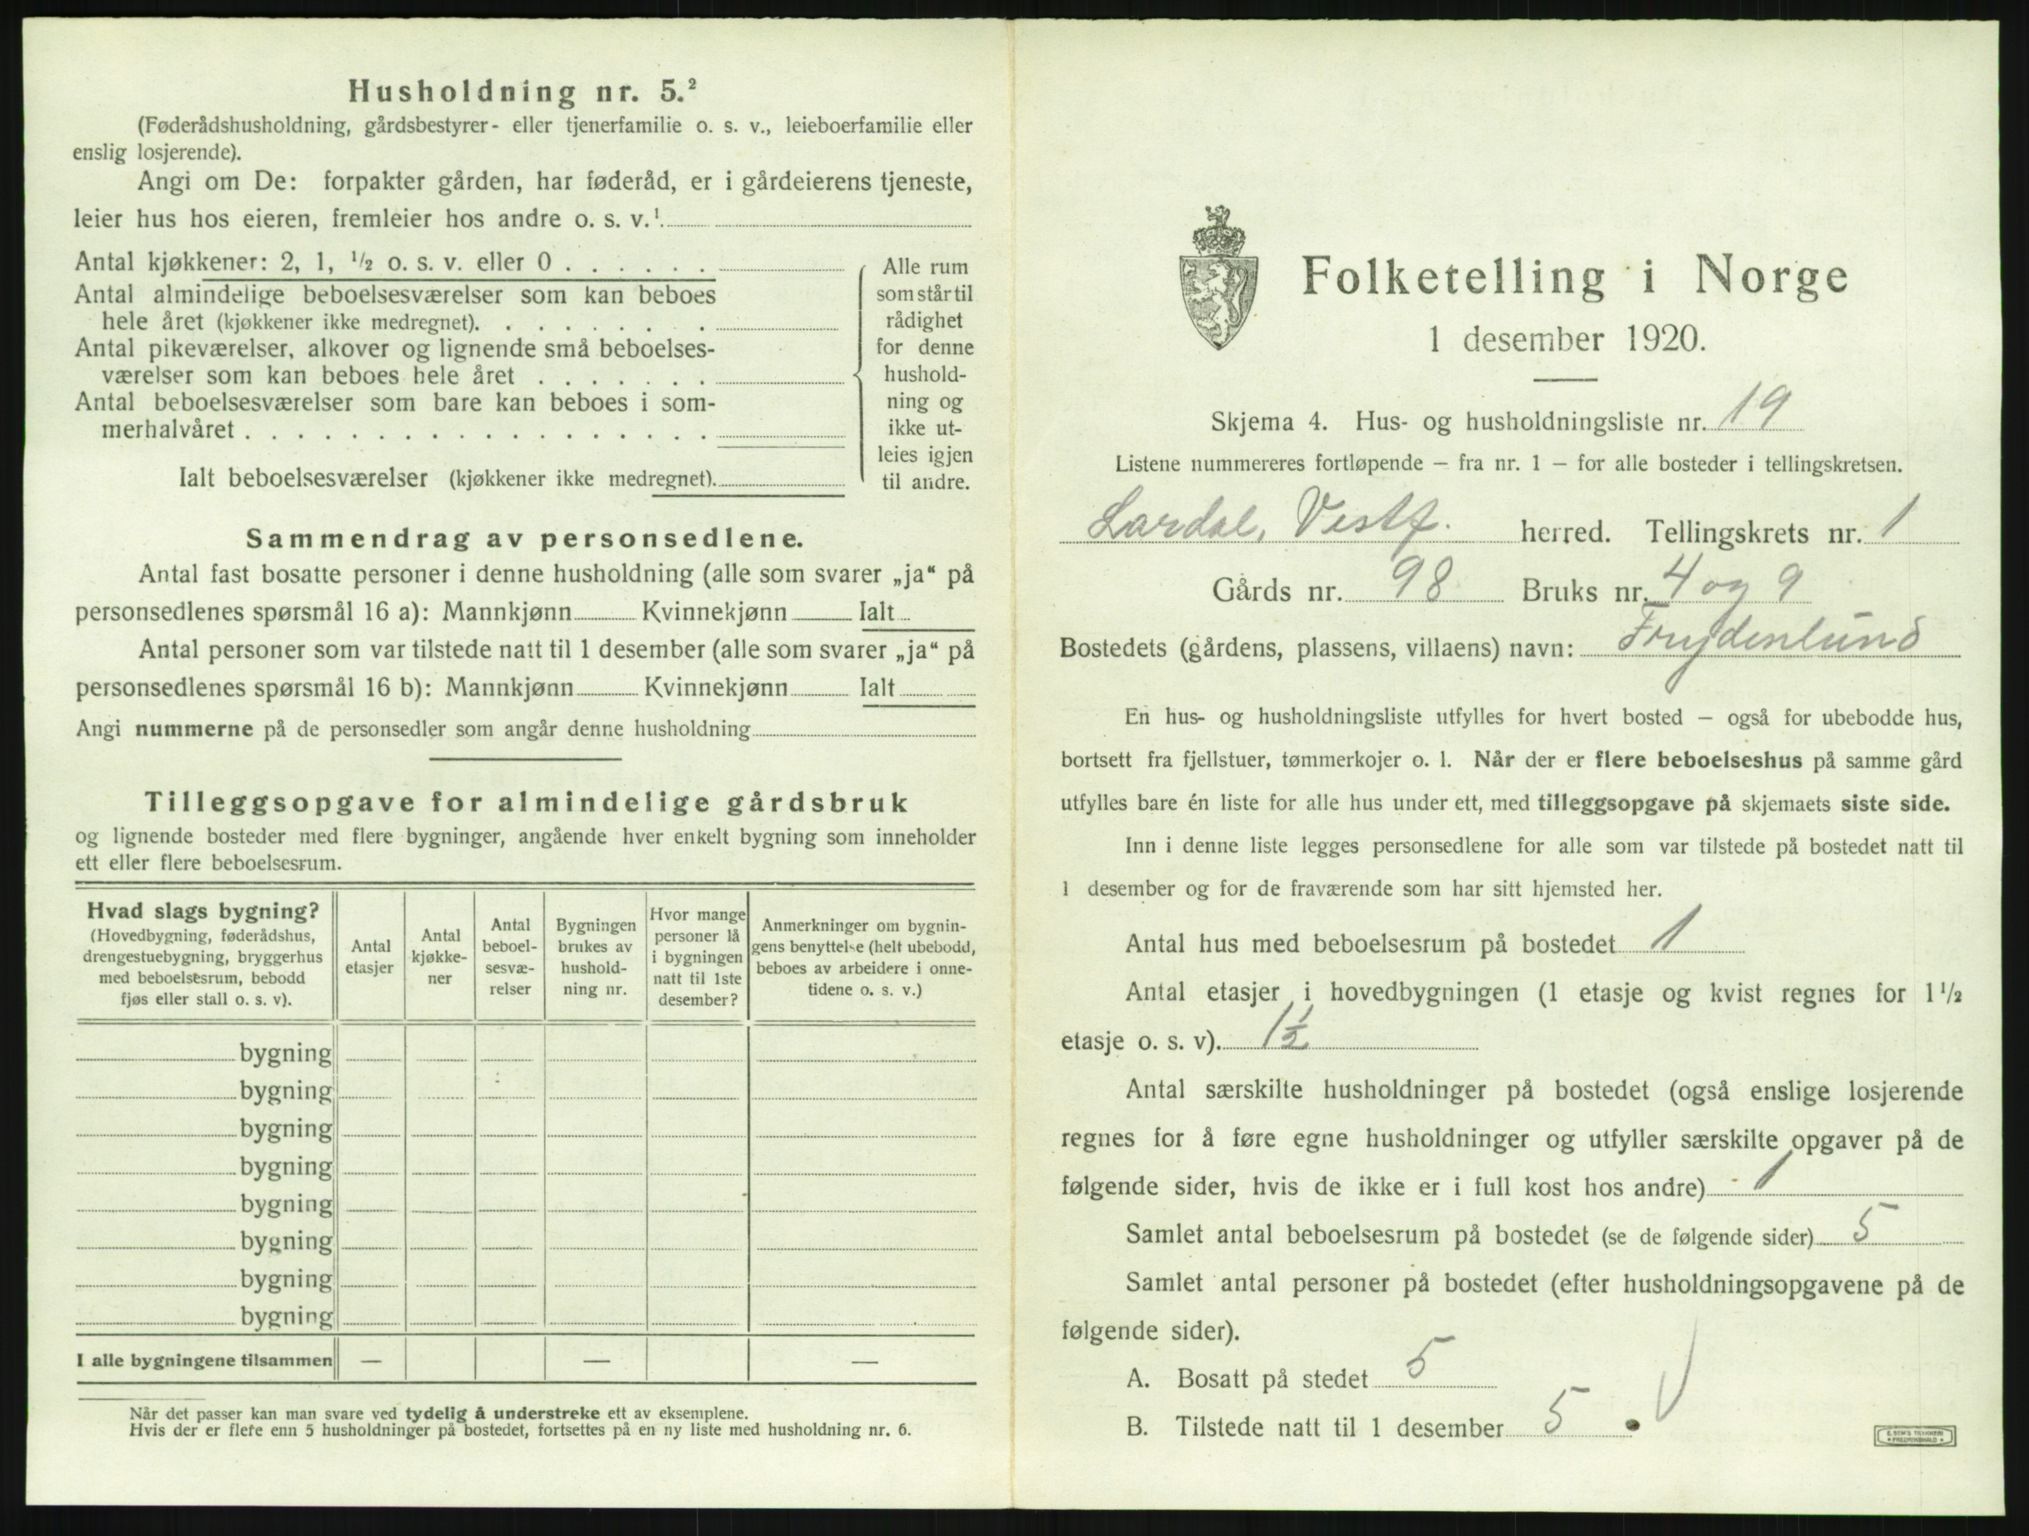 Husholdning nr. 5.²
(Føderådshusholdning, gårdsbestyrer- eller tjenerfamilie o. s. v., leieboerfamilie eller
enslig losjerende).
Angi om De: forpakter gården, har føderåd, er i gårdeierens tjeneste,
leier hus hos eieren, fremleier hos andre o. s. v.¹
Antal kjøkkener: 2, 1, ½ o. s. v. eller 0 . . . . . .
Antal almindelige beboelsesværelser som kan beboes
hele året (kjøkkener ikke medregnet). . . . . . . . .
Antal pikeværelser, alkover og lignende små beboelses-
værelser som kan beboes hele året . . . . . . .
Antal beboelsesværelser som bare kan beboes i som-
merhalvåret . . . . . . . . . . . . . . . . . .
Ialt beboelsesværelser (kjøkkener ikke medregnet).
Alle rum
som står til
rådighet
for denne
hushold-
ning og
ikke ut-
leies igjen
til andre.
Sammendrag av personsedlene.
Antal fast bosatte personer i denne husholdning (alle som svarer „ja“ på
personsedlenes spørsmål 16 a): Mannkjønn Kvinnekjønn Ialt
Antal personer som var tilstede natt til 1 desember (alle som svarer „ja“ på
personsedlenes spørsmål 16 b): Mannkjønn Kvinnekjønn Ialt
Angi nummerne på de personsedler som angår denne husholdning
Tilleggsopgave for almindelige gårdsbruk
og lignende bosteder med flere bygninger, angående hver enkelt bygning som inneholder
ett eller flere beboelsesrum.
Hvad slags bygning?
(Hovedbygning, føderådshus,
drengestuebygning, bryggerhus
med beboelsesrum, bebodd
fjøs eller stall o. s. v).
Antal
etasjer
Antal
kjøkke-
ner
Antal
beboel-
sesvæ-
relser
Bygningen
brukes av
hushold-
ning nr.
Hvor mange
personer lå
i bygningen
natt til 1ste
desember?
Anmerkninger om bygnin-
gens benyttelse (helt ubebodd,
beboes av arbeidere i onne-
tidene o. s. v.)
bygning
bygning
bygning
bygning
bygning
bygning
bygning
bygning
I alle bygningene tilsammen — — —
Når det passer kan man svare ved tydelig å understreke ett av eksemplene.
Hvis der er flere enn 5 husholdninger på bostedet, fortsettes på en ny liste med husholdning nr. 6.
Folketelling i Norge
1 desember 1920.
Skjema 4. Hus- og husholdningsliste nr. 19
Listene nummereres fortløpende – fra nr. 1 – for alle bosteder i tellingskretsen.
Lardal, Vestf. herred. Tellingskrets nr. 1
Gårds nr. 98 Bruks nr. 4 og 9
Bostedets (gårdens, plassens, villaens) navn: Frydenlund
En hus- og husholdningsliste utfylles for hvert bosted – også for ubebodde hus,
bortsett fra fjellstuer, tømmerkojer o. l. Når der er flere beboelseshus på samme gård
utfylles bare én liste for alle hus under ett, med tilleggsopgave på skjemaets siste side.
Inn i denne liste legges personsedlene for alle som var tilstede på bostedet natt til
1 desember og for de fraværende som har sitt hjemsted her.
Antal hus med beboelsesrum på bostedet 1
Antal etasjer i hovedbygningen (1 etasje og kvist regnes for 1½
etasje o. s. v). 1½
Antal særskilte husholdninger på bostedet (også enslige losjerende
regnes for å føre egne husholdninger og utfyller særskilte opgaver på de
følgende sider, hvis de ikke er i full kost hos andre) 1
Samlet antal beboelsesrum på bostedet (se de følgende sider) 5
Samlet antal personer på bostedet (efter husholdningsopgavene på de
følgende sider).
A. Bosatt på stedet 5
B. Tilstede natt til 1 desember 5